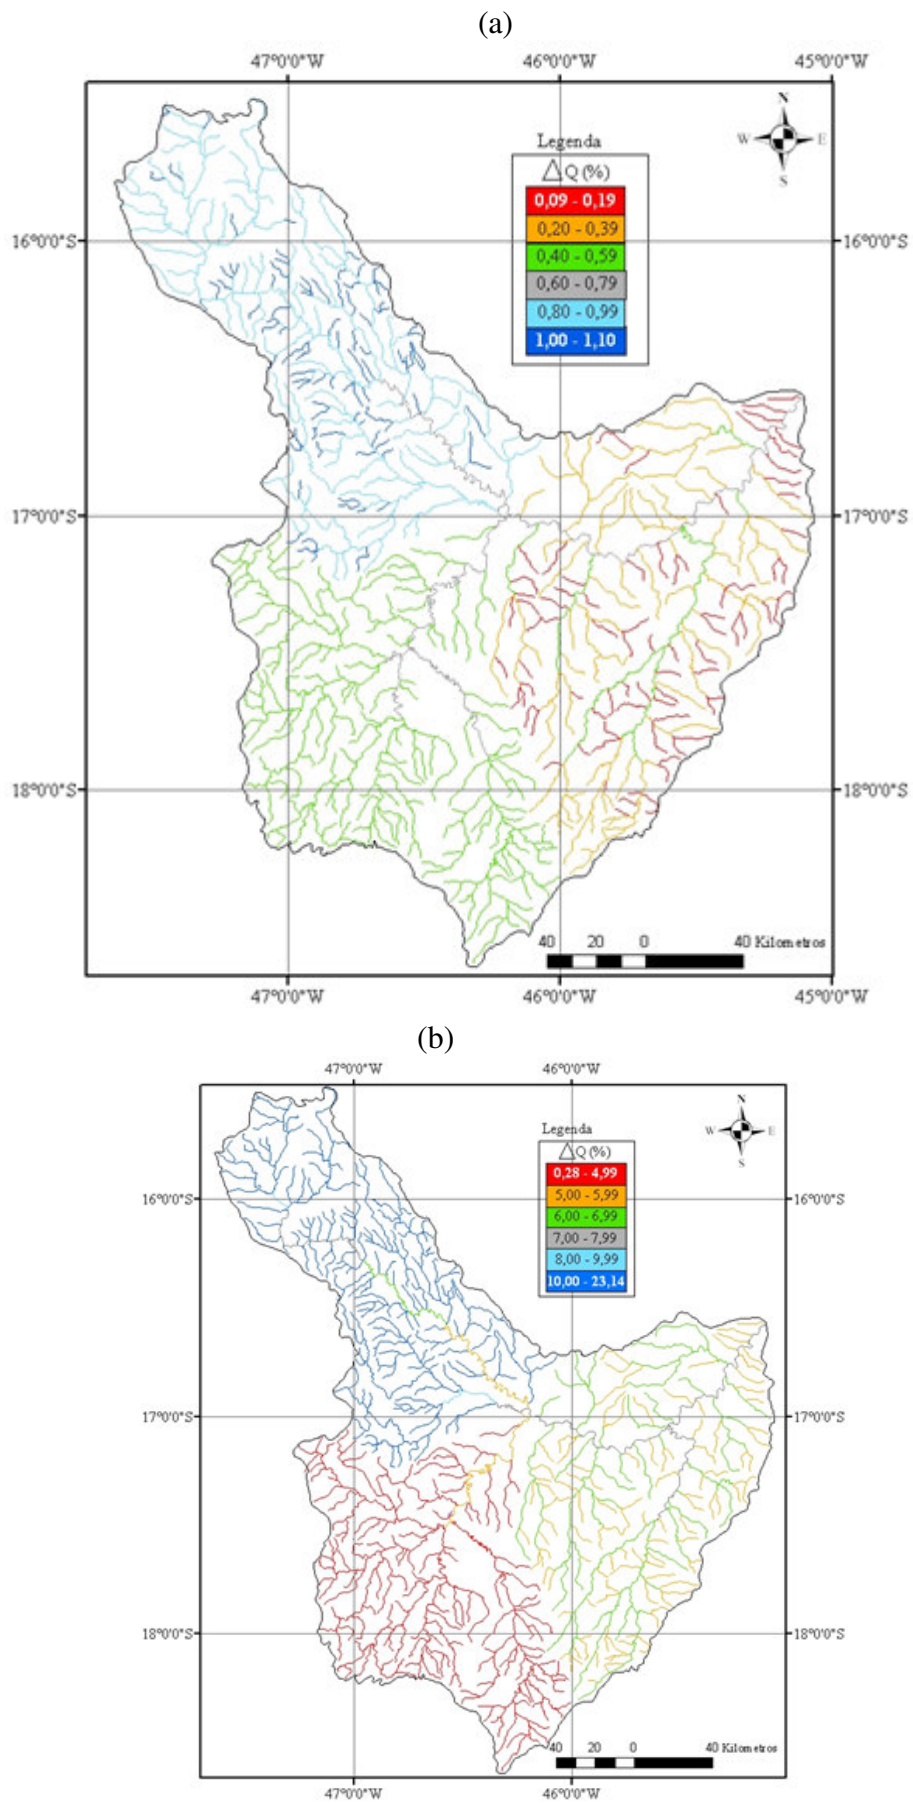 (a)
47°0'0"W 46°0'0"W 45°0'0"W
N
W E
S
Legenda
△Q (%)
0,09 - 0,19
0,20 - 0,39
0,40 - 0,59
0,60 - 0,79
0,80 - 0,99
1,00 - 1,10
16°0'0"S 16°0'0"S
17°0'0"S 17°0'0"S
18°0'0"S 18°0'0"S
40 20 0 40 Kilometros
47°0'0"W 46°0'0"W 45°0'0"W
(b)
47°0'0"W 46°0'0"W
N
W E
S
Legenda
△Q (%)
0,28 - 4,99
5,00 - 5,99
6,00 - 6,99
7,00 - 7,99
8,00 - 9,99
10,00 - 23,14
16°0'0"S 16°0'0"S
17°0'0"S 17°0'0"S
18°0'0"S 18°0'0"S
40 20 0 40 Kilometros
47°0'0"W 46°0'0"W